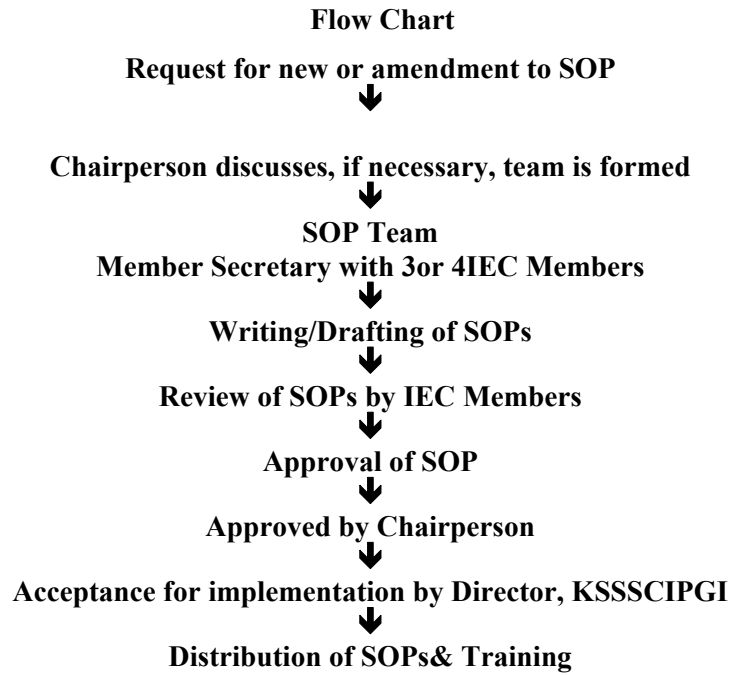 Flow Chart
Request for new or amendment to SOP
Chairperson discusses, if necessary, team is formed
SOP Team
Member Secretary with 3or 4IEC Members
Writing/Drafting of SOPs
Review of SOPs by IEC Members
Approval of SOP
Approved by Chairperson
Acceptance for implementation by Director, KSSSCIPGI
Distribution of SOPs& Training